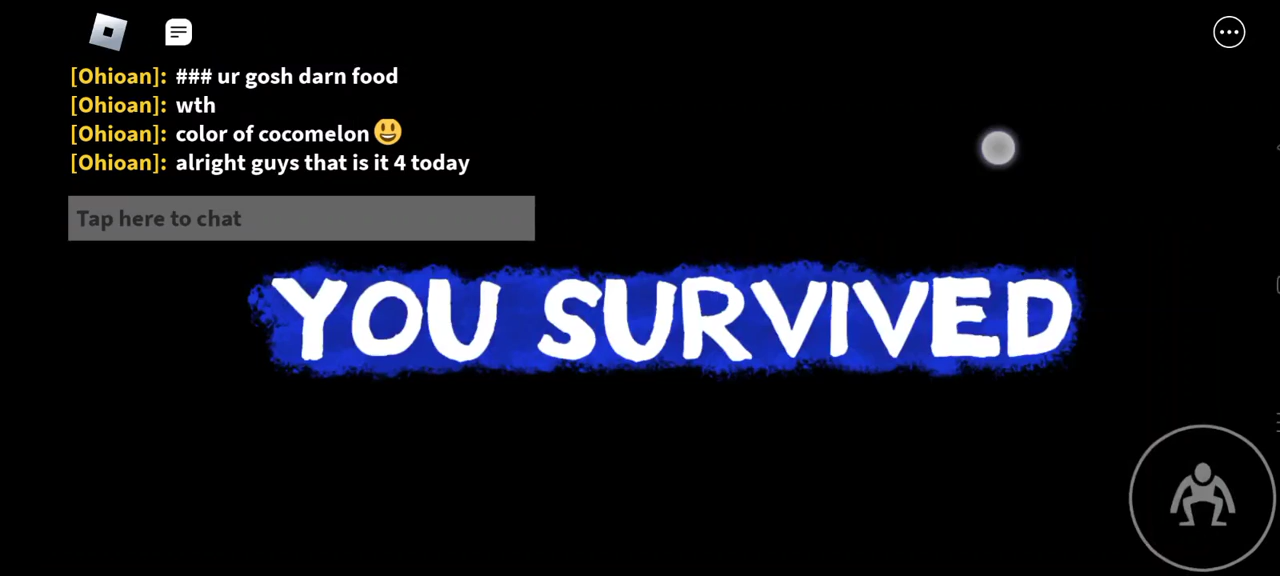 [Ohioan]: ### ur gosh darn food
[Ohioan]: wth
[Ohioan]: color of cocomelon😃
[Ohioan]: alright guys that is it 4 today
Tap here to chat
YOU SURVIVED